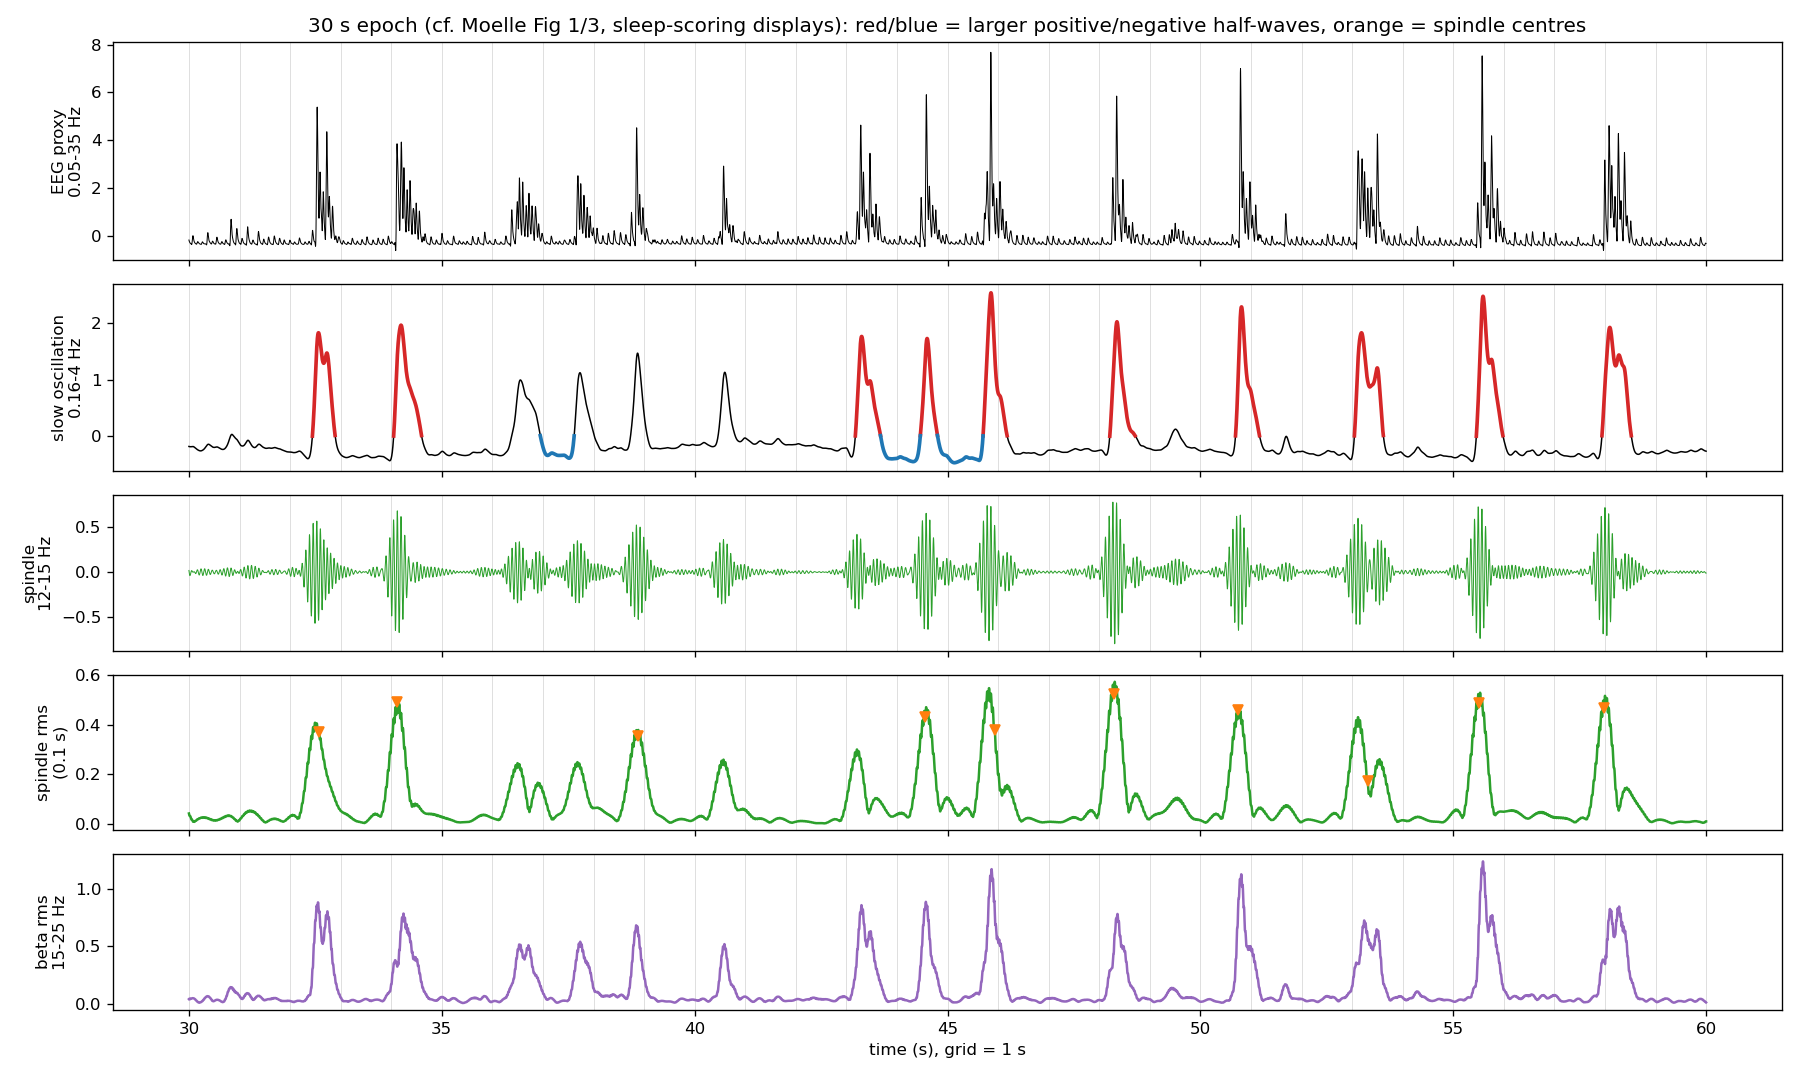 30 s epoch (cf. Moelle Fig 1/3, sleep-scoring displays): red/blue = larger positive/negative half-waves, orange = spindle centres
EEG proxy
0.05-35 Hz
8
6
4
2
0
slow oscillation
0.16-4 Hz
2
1
0
spindle
12-15 Hz
0.5
0.0
−0.5
spindle rms
(0.1 s)
0.6
0.4
0.2
0.0
beta rms
15-25 Hz
1.0
0.5
0.0
30 35 40 45 50 55 60
time (s), grid = 1 s